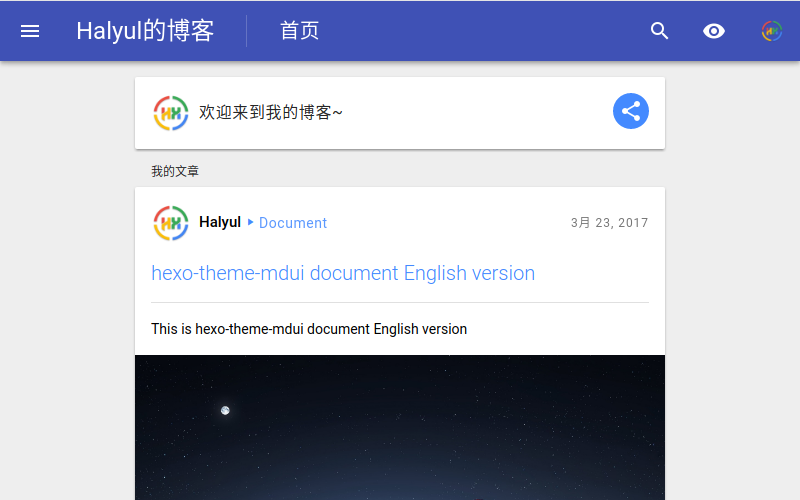 Halyul的博客
首页
欢迎来到我的博客~
我的文章
Halyul Document
3月 23, 2017
hexo-theme-mdui document English version
This is hexo-theme-mdui document English version